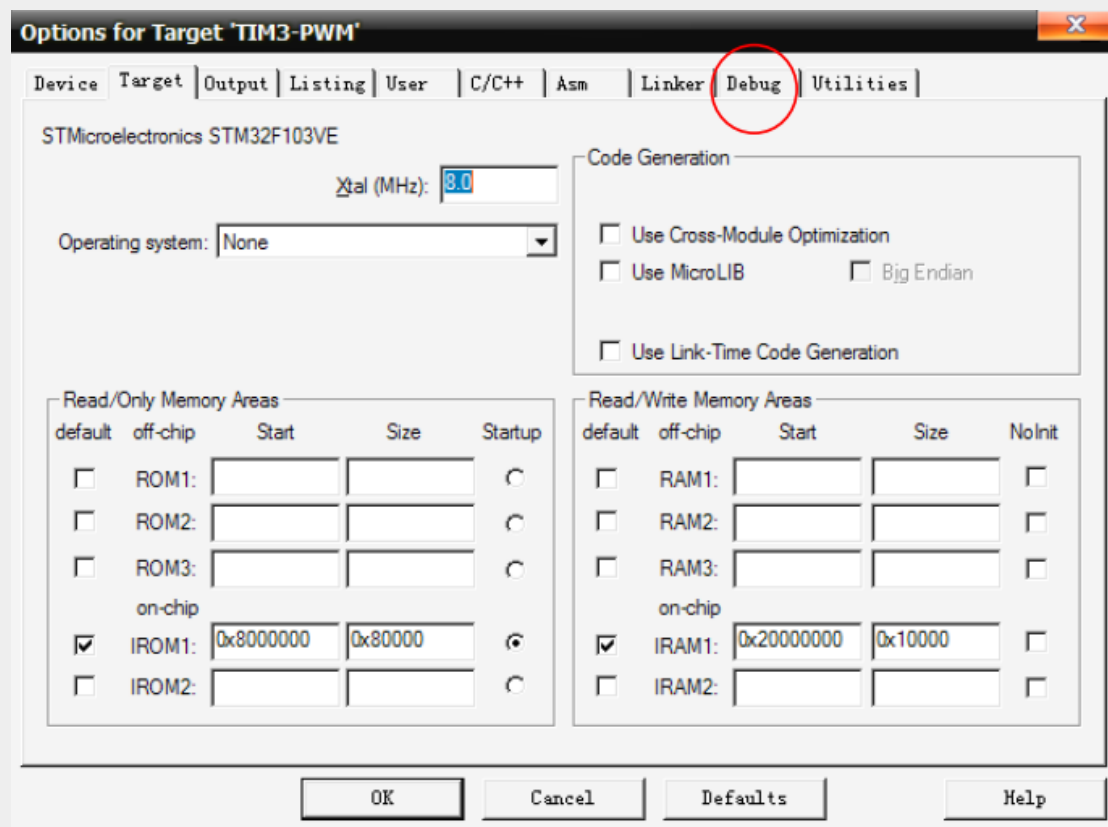 Options for Target 'TIM3-PWM'
Device Target Output Listing User C/C++ Asm Linker Debug Utilities
STMicroelectronics STM32F103VE
Xtal (MHz): 8.0
Operating system: None
Code Generation
Use Cross-Module Optimization
Use MicroLIB Big Endian
Use Link-Time Code Generation
Read/Only Memory Areas
default off-chip Start Size Startup
ROM1:
ROM2:
ROM3:
on-chip
IROM1: 0x8000000 0x80000
IROM2:
Read/Write Memory Areas
default off-chip Start Size NoInit
RAM1:
RAM2:
RAM3:
on-chip
IRAM1: 0x20000000 0x10000
IRAM2:
OK Cancel Defaults Help